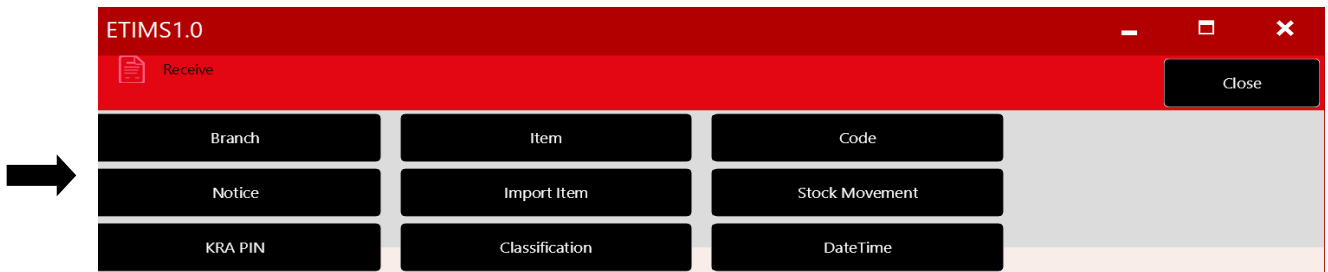 ETIMS1.0
Receive
Close
Branch Item Code
Notice Import Item Stock Movement
KRA PIN Classification DateTime